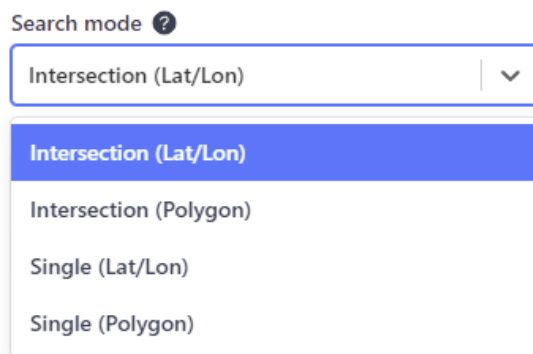 Search mode ?
Intersection (Lat/Lon)
Intersection (Lat/Lon)
Intersection (Polygon)
Single (Lat/Lon)
Single (Polygon)